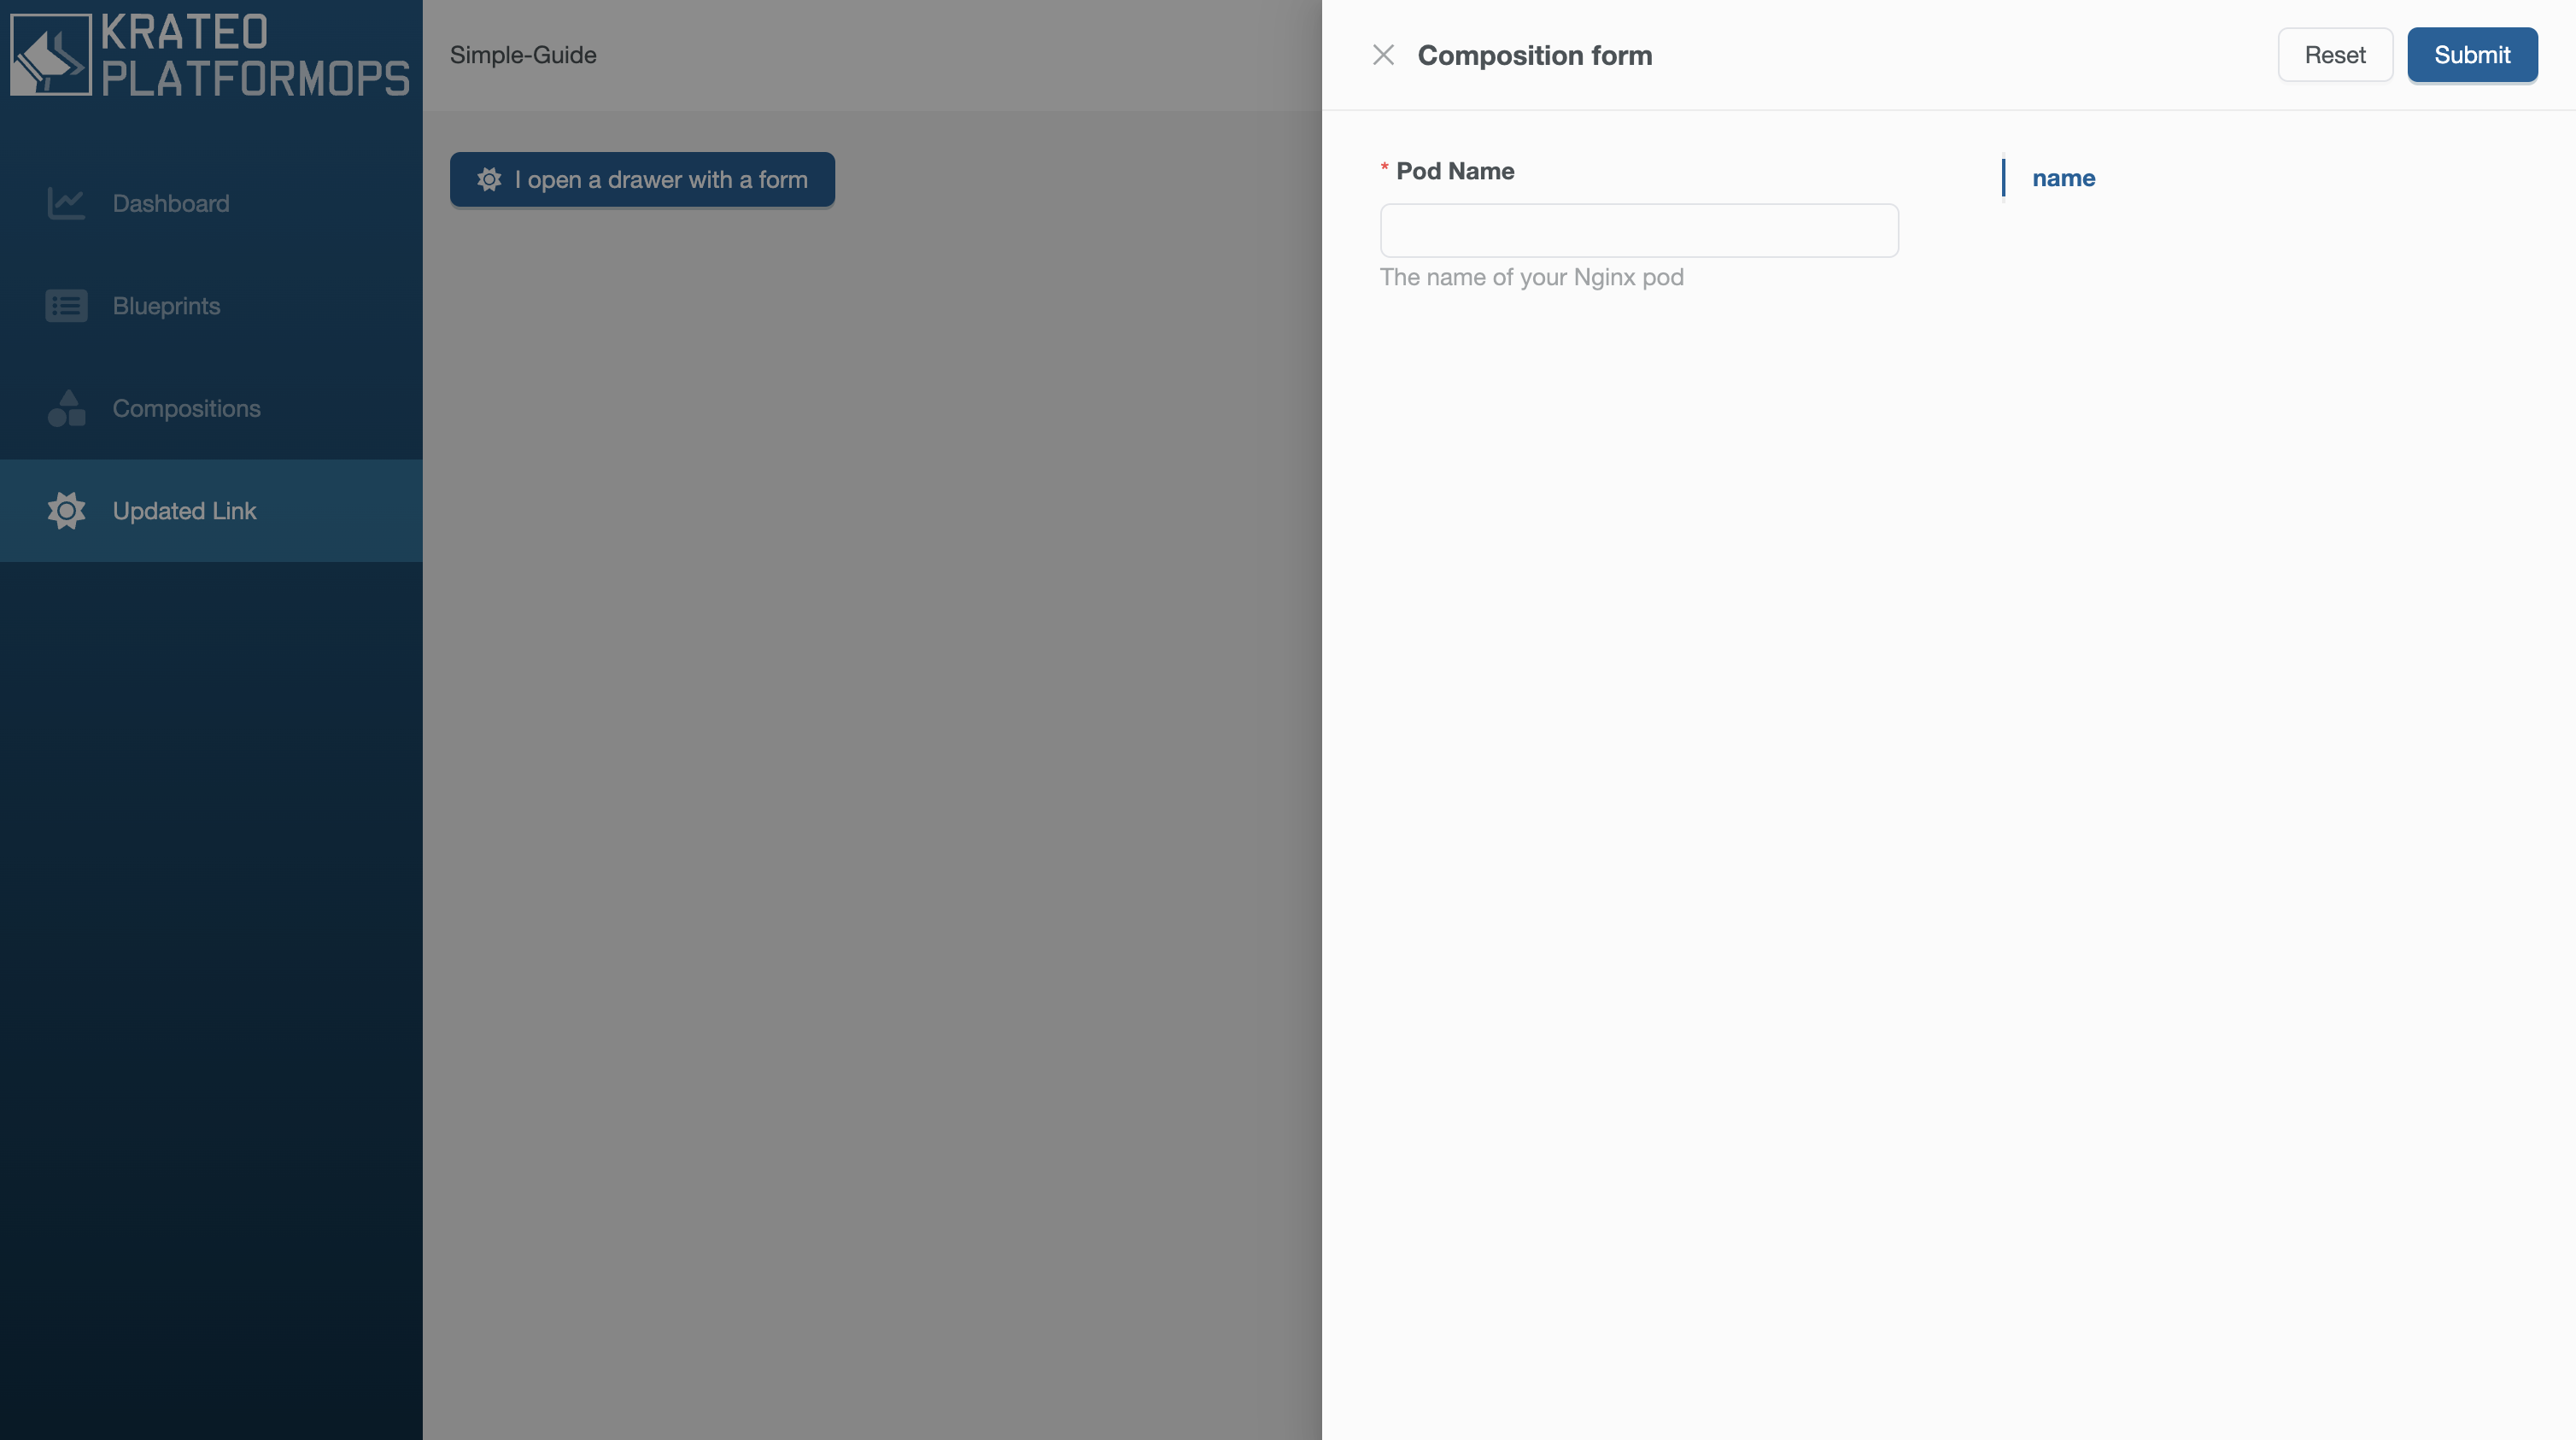 KRATEO
PLATFORMOPS
Dashboard
Blueprints
Compositions
Updated Link
Simple-Guide
I open a drawer with a form
Composition form
Reset
Submit
* Pod Name
The name of your Nginx pod
name